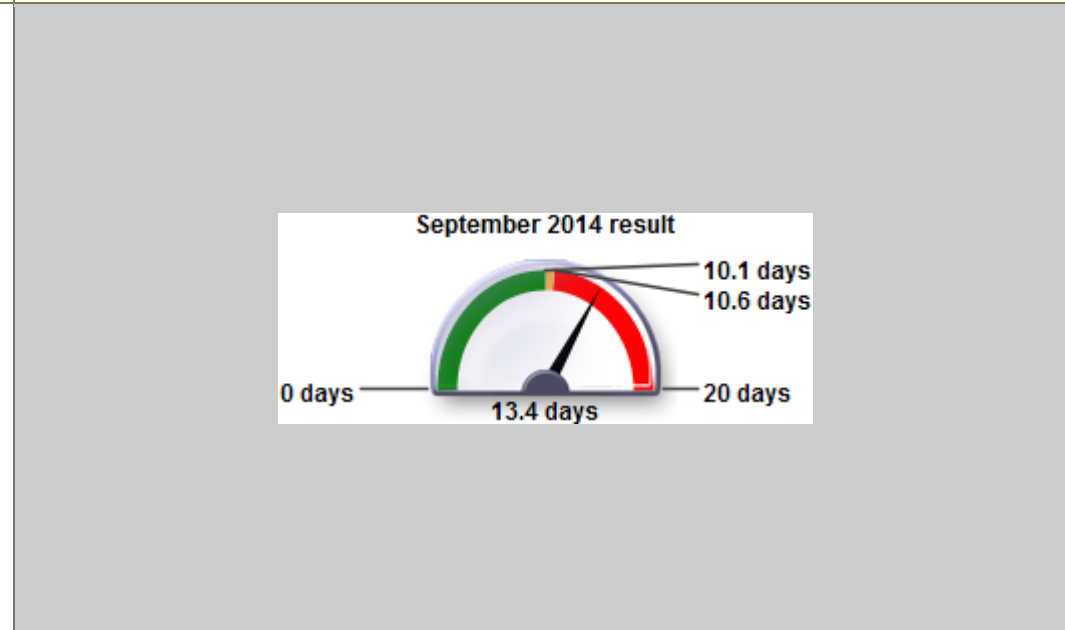 September 2014 result
10.1 days
10.6 days
0 days
20 days
13.4 days